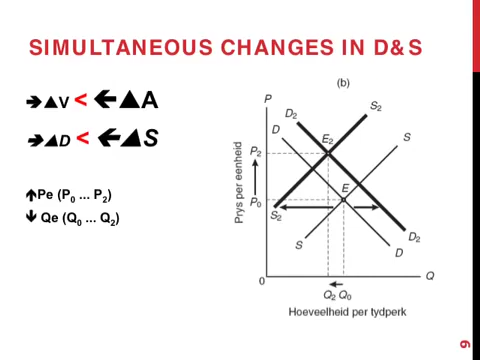 SIMULTANEOUS CHANGES IN D& S
➔▲V < 🡸▲A
➔▲D < 🡸▲S
🡹Pe (P0 ... P2)
🡻 Qe (Q0 ... Q2)
(b)
P
D2
S2
D
E2
S
P2
Prys per eenheid
E
P0
S2
D2
S
D
Q
0
Q2 Q0
Hoeveelheid per tydperk
9